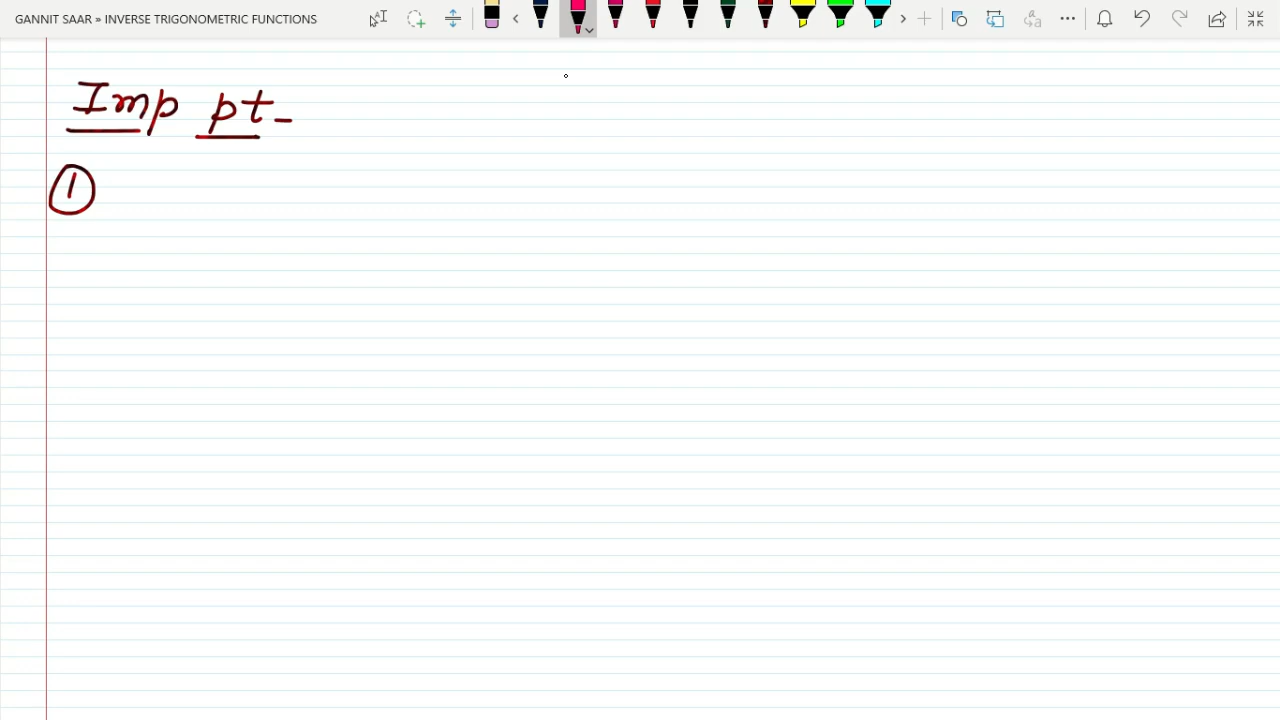 GANNIT SAAR » INVERSE TRIGONOMETRIC FUNCTIONS
Imp pt-
1